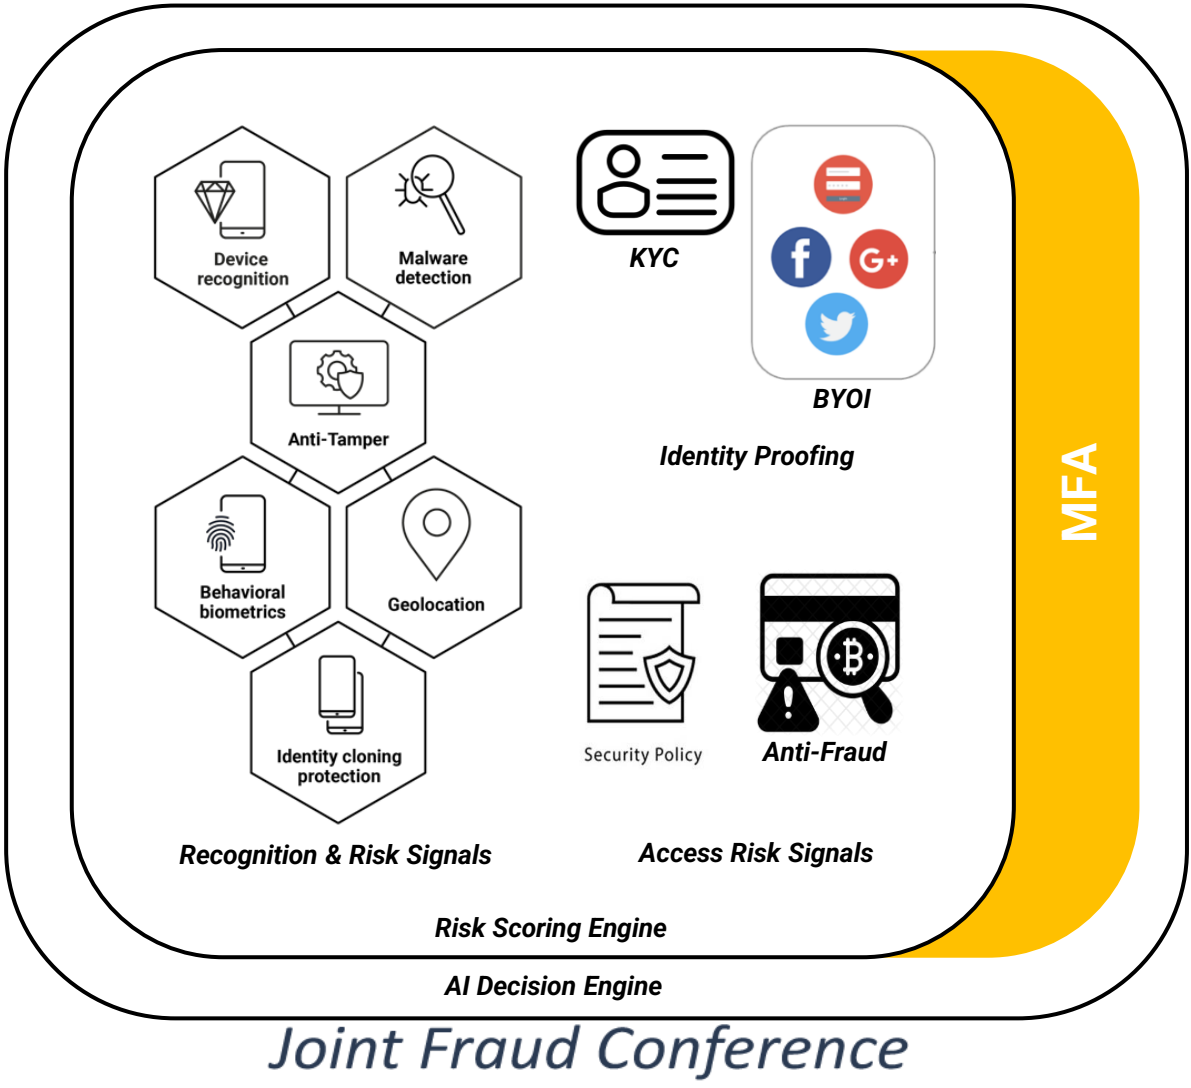 Device
recognition
Malware
detection
Anti-Tamper
Behavioral
biometrics
Geolocation
Identity cloning
protection
Recognition & Risk Signals
KYC
f
G+
BYOI
Identity Proofing
Security Policy
Anti-Fraud
Access Risk Signals
MFA
Risk Scoring Engine
AI Decision Engine
Joint Fraud Conference